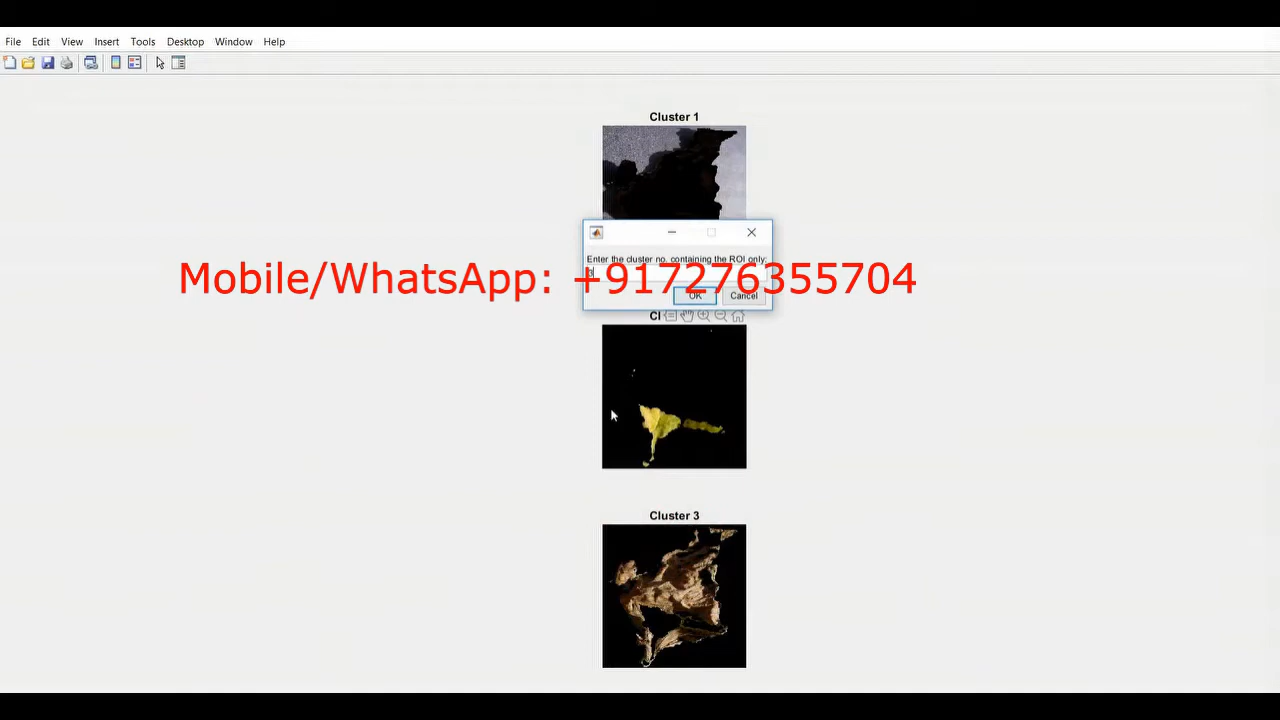 File Edit View Insert Tools Desktop Window Help
Cluster 1
Enter the cluster no. containing the ROI only:
Mobile/WhatsApp: +917276355704
OK Cancel
Cl
Cluster 3